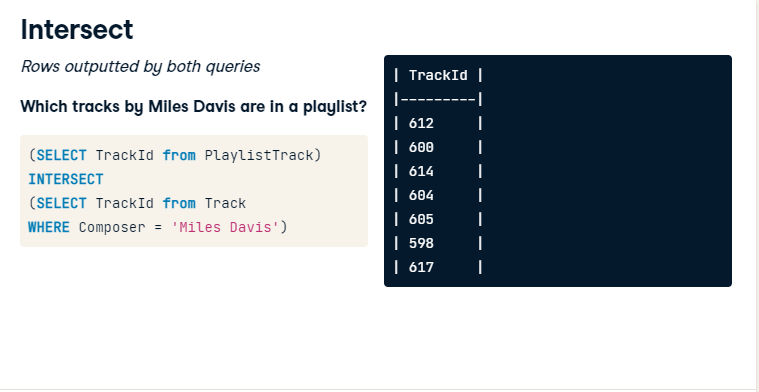 Intersect
Rows outputted by both queries
Which tracks by Miles Davis are in a playlist?
(SELECT TrackId from PlaylistTrack)
INTERSECT
(SELECT TrackId from Track
WHERE Composer = 'Miles Davis')
| TrackId |
|---------|
| 612     |
| 600     |
| 614     |
| 604     |
| 605     |
| 598     |
| 617     |